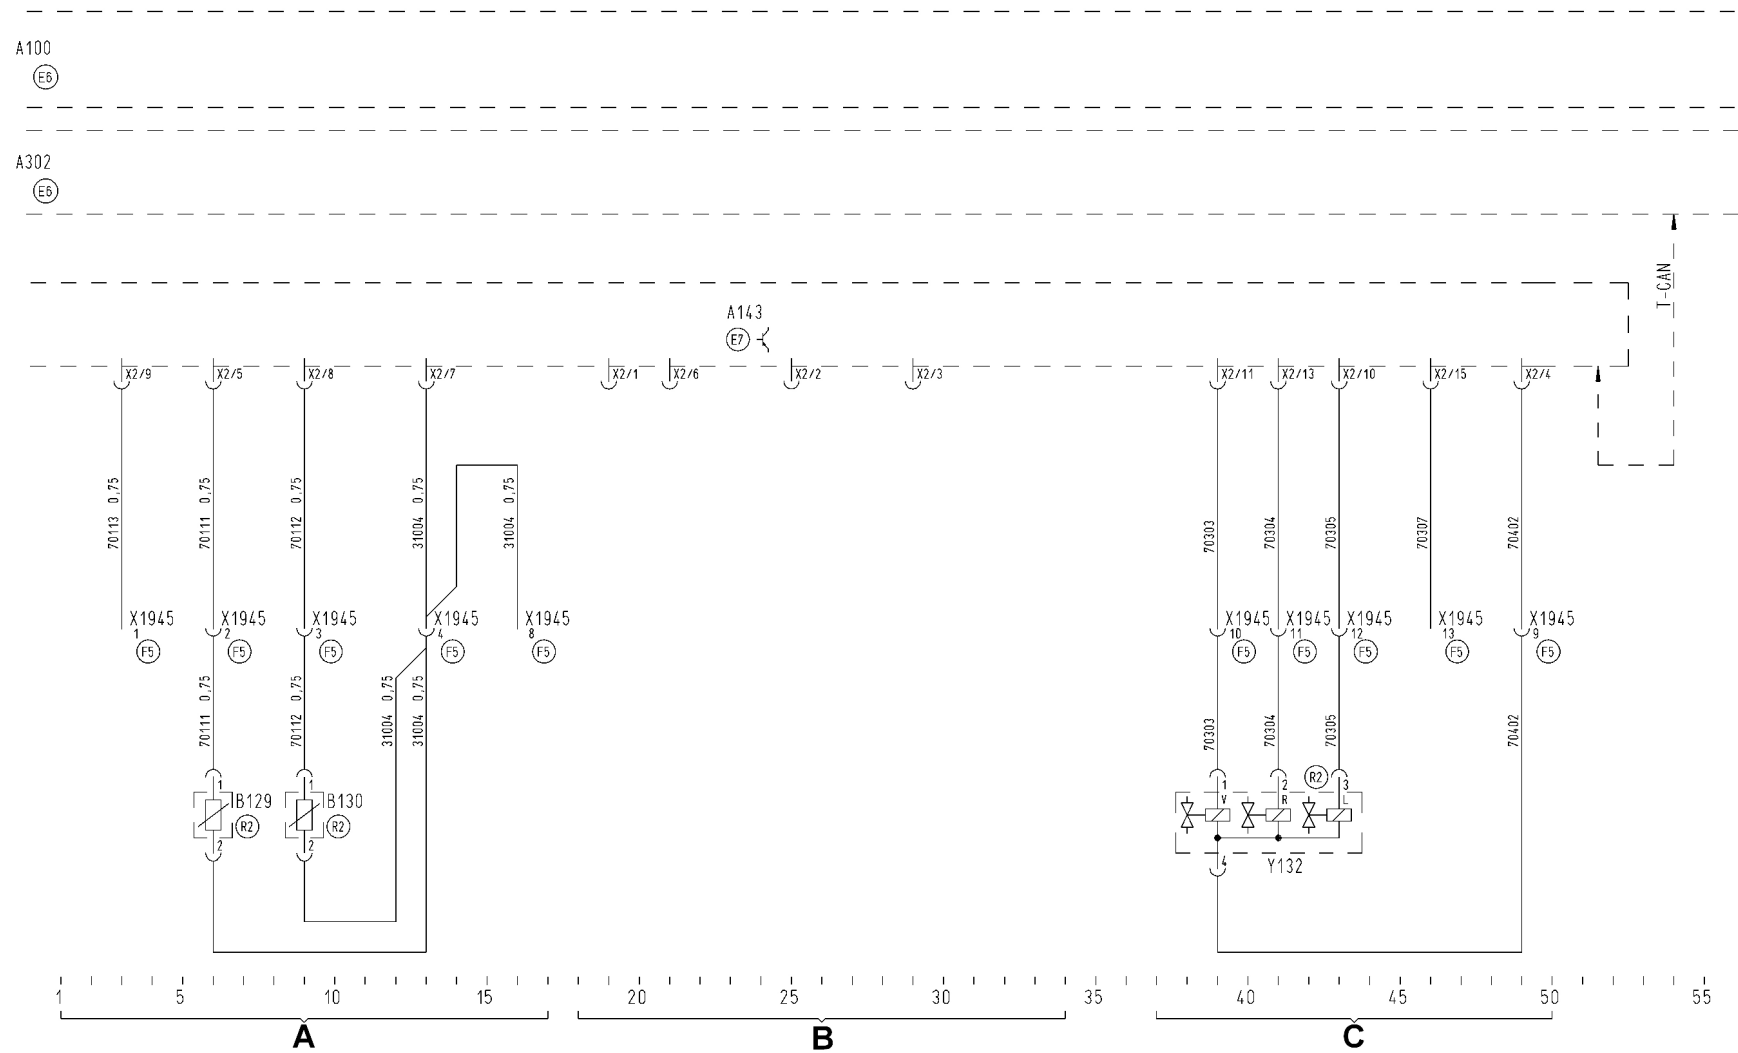 A100
E6
A302
E6
T-CAN
A143
E7
X2/9 X2/5 X2/8 X2/7 X2/1 X2/6 X2/2 X2/3 X2/11 X2/13 X2/10 X2/15 X2/4
70113 0,75 70111 0,75 70112 0,75 31004 0,75 31004 0,75 70303 70304 70305 70307 70402
X1945 X1945 X1945 X1945 X1945 X1945 X1945 X1945 X1945 X1945
1 2 3 4 8 10 11 12 13 9
F5 F5 F5 F5 F5 F5 F5 F5 F5 F5
70111 0,75 70112 0,75 31004 0,75 31004 0,75 70303 70304 70305 70402
R2
1 1 1 2 3
B129 B130 V R L
R2 R2
2 2 4
Y132
1 5 10 15 20 25 30 35 40 45 50 55
A B C